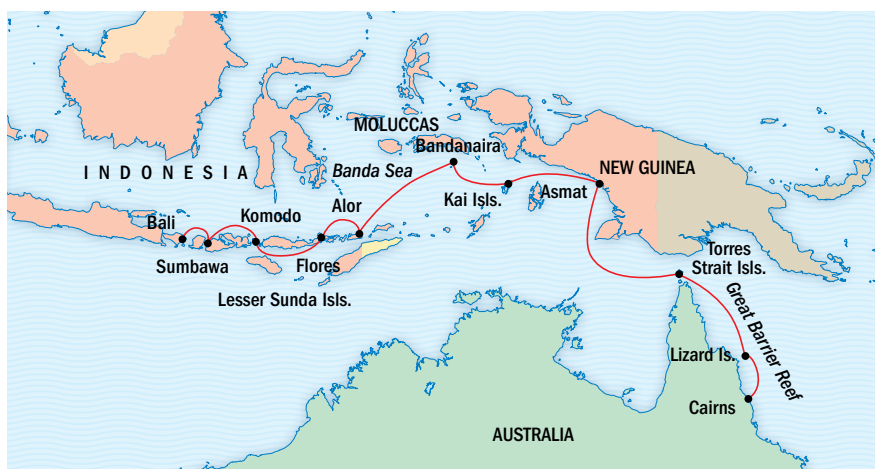 MOLUCCAS
Bandanaira
INDONESIA
Banda Sea
NEW GUINEA
Kai Isls.
Asmat
Bali
Komodo
Alor
Sumbawa
Flores
Lesser Sunda Isls.
Torres
Strait Isls.
Great Barrier Reef
Lizard Is.
Cairns
AUSTRALIA